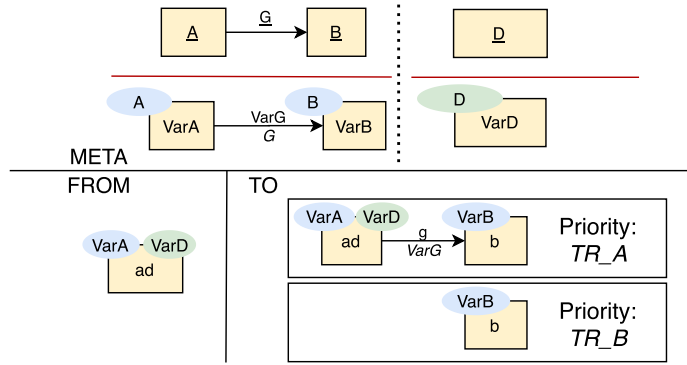 A
G
B
D
A
VarA
VarG
G
B
VarB
D
VarD
META
FROM
TO
VarA
VarD
ad
VarA
VarD
ad
g
VarG
VarB
b
Priority:
TR_A
VarB
b
Priority:
TR_B